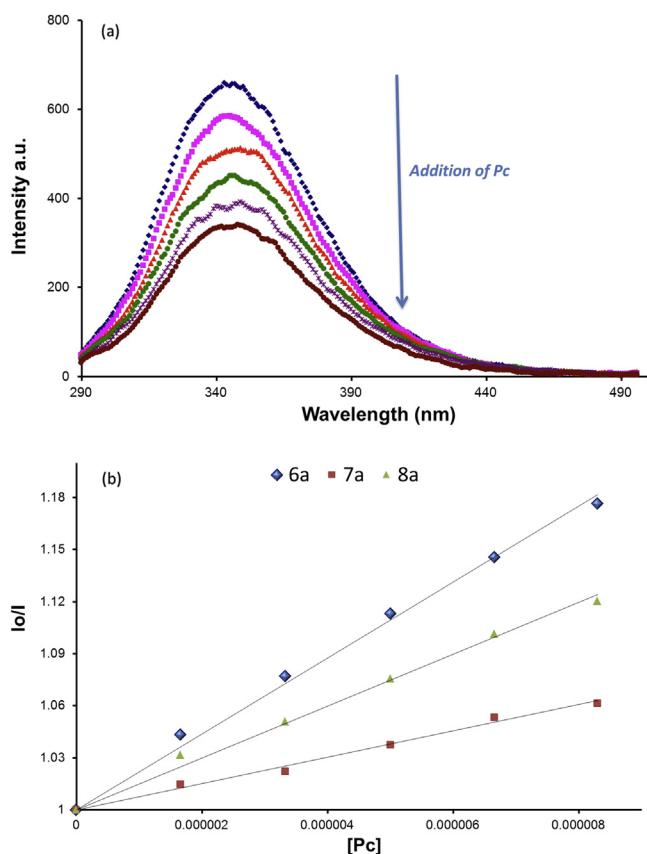 (a)
800
600
400
200
0
Intensity a.u.
Addition of Pc
290 340 390 440 490
Wavelength (nm)
(b)
6a 7a 8a
1.18
1.15
1.12
1.09
1.06
1.03
1
Io/I
0 0.000002 0.000004 0.000006 0.000008
[Pc]